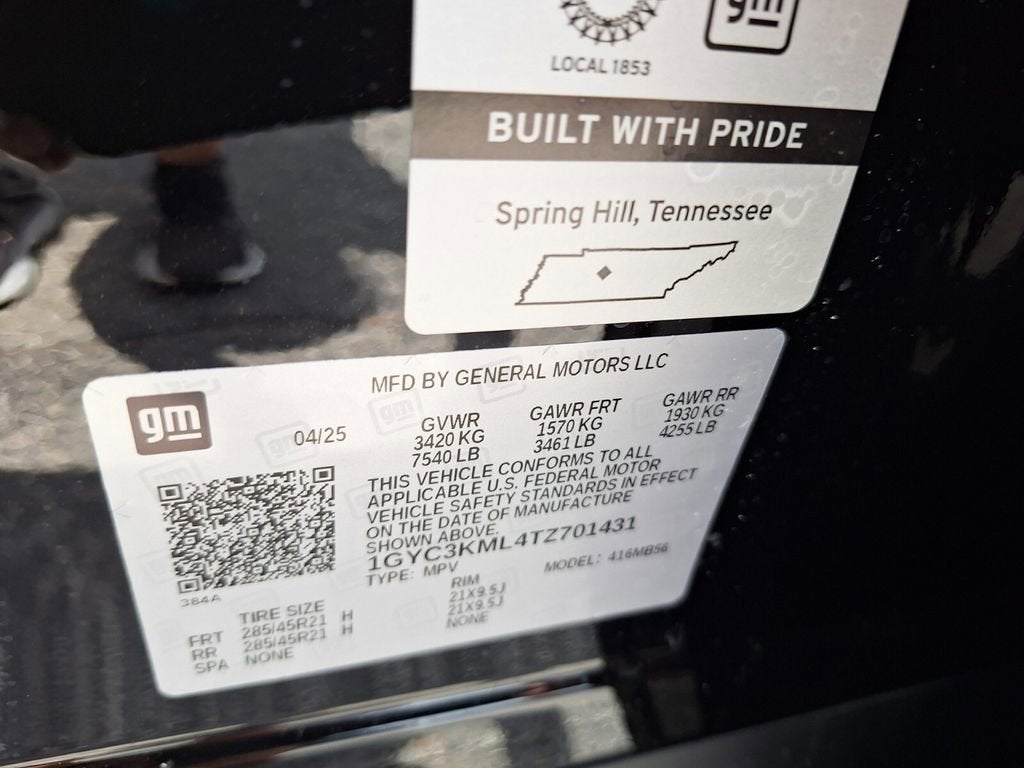 gm
LOCAL 1853
BUILT WITH PRIDE
Spring Hill, Tennessee
MFD BY GENERAL MOTORS LLC
gm
04/25
GVWR
3420 KG
7540 LB
GAWR FRT
1570 KG
3461 LB
GAWR RR
1930 KG
4255 LB
THIS VEHICLE CONFORMS TO ALL
APPLICABLE U.S. FEDERAL MOTOR
VEHICLE SAFETY STANDARDS IN EFFECT
ON THE DATE OF MANUFACTURE
SHOWN ABOVE.
1GYC3KML4TZ701431
TYPE: MPV MODEL: 416MB56
384A
TIRE SIZE RIM
FRT 285/45R21 H 21X9.5J
RR 285/45R21 H 21X9.5J
SPA NONE NONE